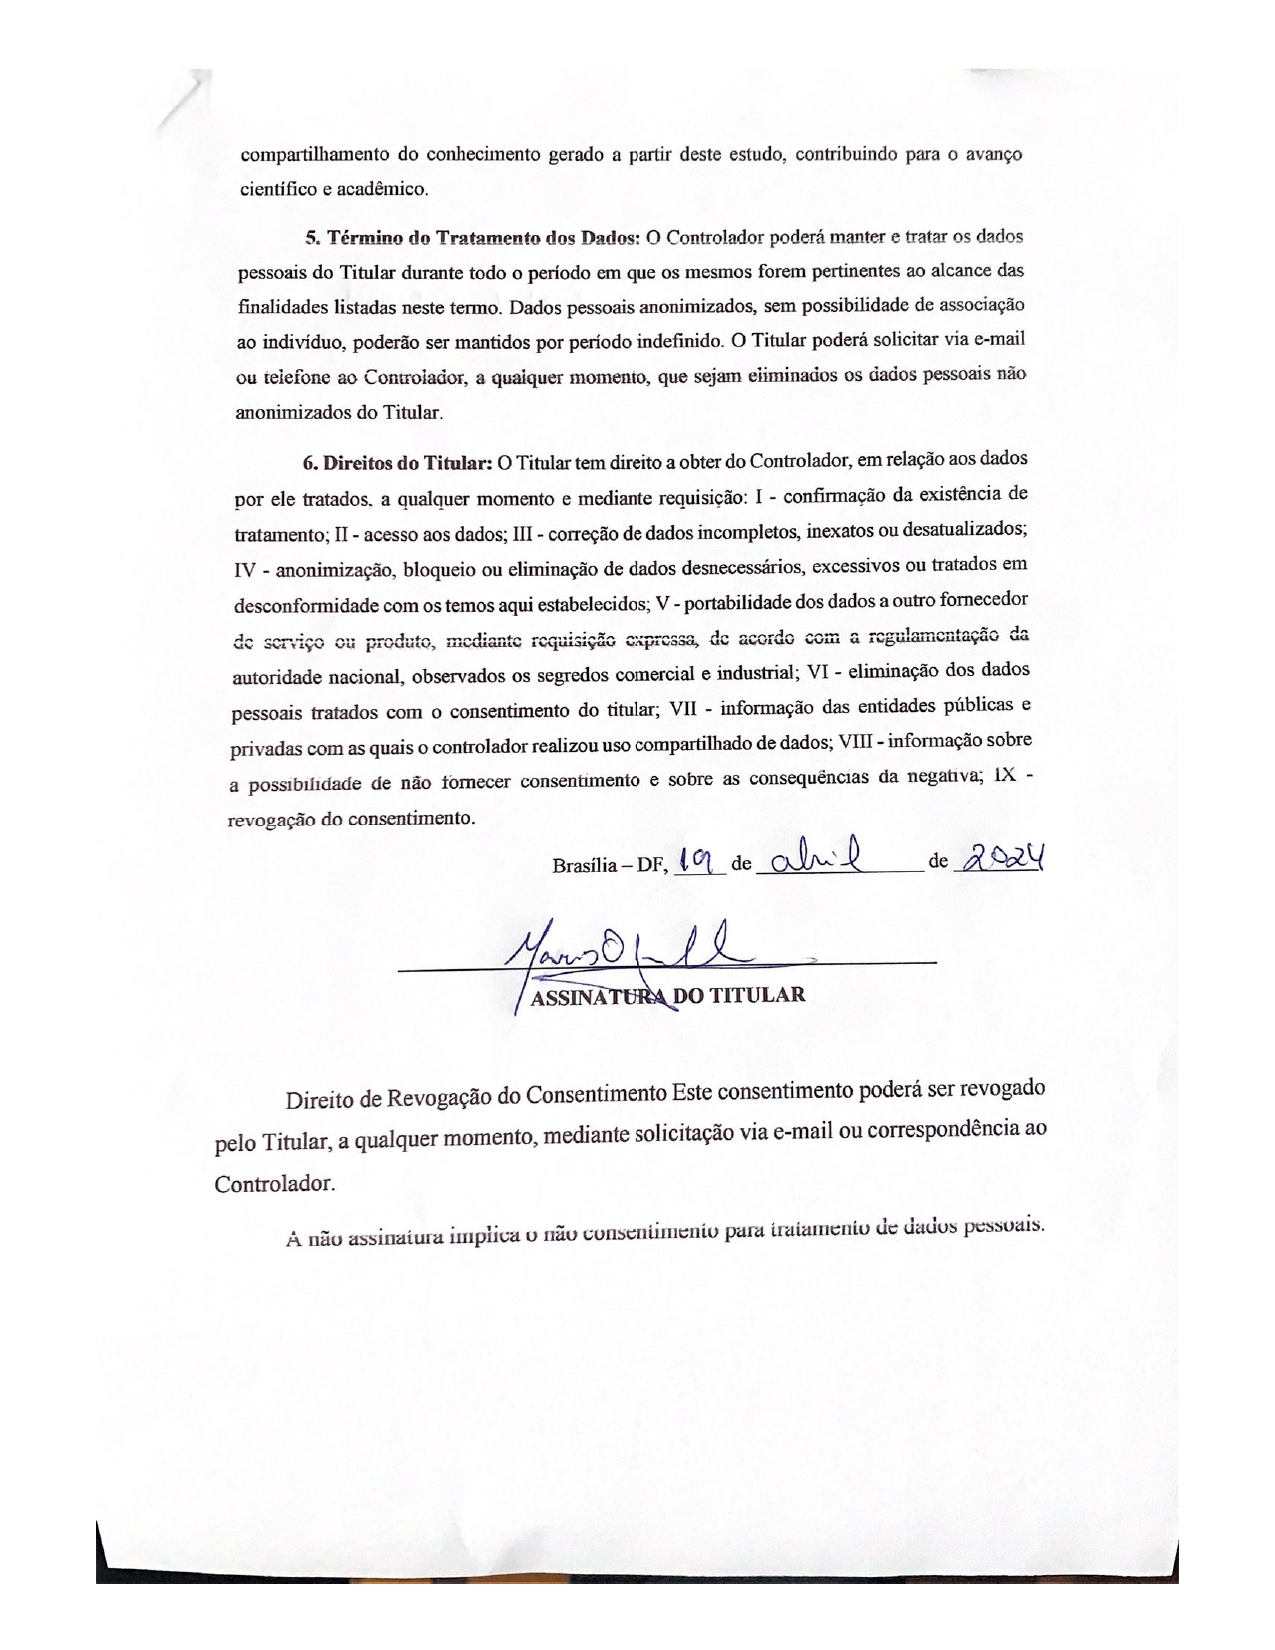 compartilhamento do conhecimento gerado a partir deste estudo, contribuindo para o avanço
científico e acadêmico.
5. Término do Tratamento dos Dados: O Controlador poderá manter e tratar os dados
pessoais do Titular durante todo o período em que os mesmos forem pertinentes ao alcance das
finalidades listadas neste termo. Dados pessoais anonimizados, sem possibilidade de associação
ao indivíduo, poderão ser mantidos por período indefinido. O Titular poderá solicitar via e-mail
ou telefone ao Controlador, a qualquer momento, que sejam eliminados os dados pessoais não
anonimizados do Titular.
6. Direitos do Titular: O Titular tem direito a obter do Controlador, em relação aos dados
por ele tratados, a qualquer momento e mediante requisição: I - confirmação da existência de
tratamento; II - acesso aos dados; III - correção de dados incompletos, inexatos ou desatualizados;
IV - anonimização, bloqueio ou eliminação de dados desnecessários, excessivos ou tratados em
desconformidade com os temos aqui estabelecidos; V - portabilidade dos dados a outro fornecedor
de serviço ou produto, mediante requisição expressa, de acordo com a regulamentação da
autoridade nacional, observados os segredos comercial e industrial; VI - eliminação dos dados
pessoais tratados com o consentimento do titular; VII - informação das entidades públicas e
privadas com as quais o controlador realizou uso compartilhado de dados; VIII - informação sobre
a possibilidade de não fornecer consentimento e sobre as consequências da negativa; IX -
revogação do consentimento.
Brasília – DF, 19 de abril de 2024
ASSINATURA DO TITULAR
Direito de Revogação do Consentimento Este consentimento poderá ser revogado
pelo Titular, a qualquer momento, mediante solicitação via e-mail ou correspondência ao
Controlador.
A não assinatura implica o não consentimento para tratamento de dados pessoais.